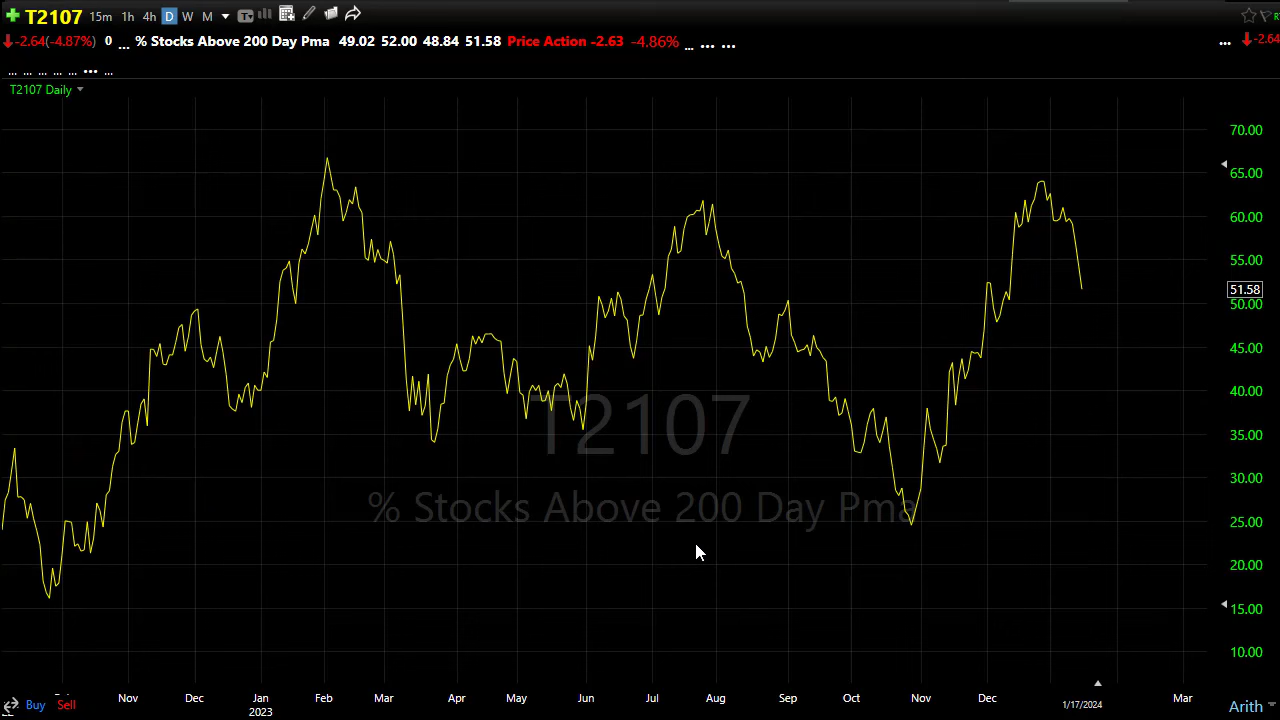 T2107 15m 1h 4h D W M TV
-2.64(-4.87%) 0 ... % Stocks Above 200 Day Pma 49.02 52.00 48.84 51.58 Price Action -2.63 -4.86% ... ... ... ... -2.64
... ... ... ... ... ... ...
T2107 Daily
70.00
65.00
60.00
55.00
51.58
50.00
45.00
40.00
T2107
35.00
30.00
% Stocks Above 200 Day Pma
25.00
20.00
15.00
10.00
Nov Dec Jan Feb Mar Apr May Jun Jul Aug Sep Oct Nov Dec 1/17/2024 Mar
2023
Buy Sell Arith